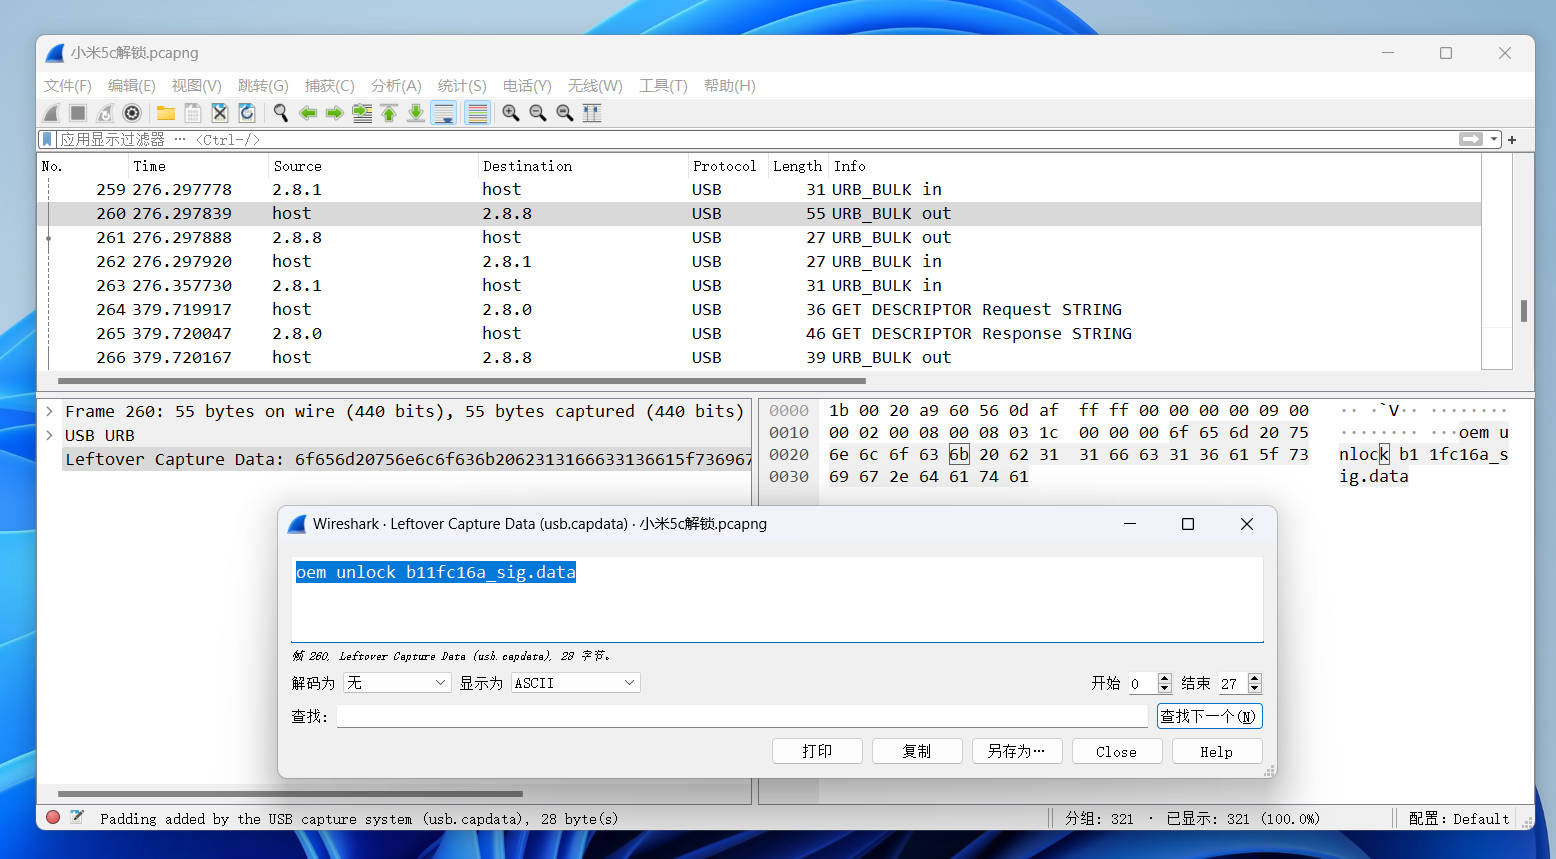 小米5c解锁.pcapng
文件(F) 编辑(E) 视图(V) 跳转(G) 捕获(C) 分析(A) 统计(S) 电话(Y) 无线(W) 工具(T) 帮助(H)
应用显示过滤器 … <Ctrl-/>
No. Time Source Destination Protocol Length Info
259 276.297778 2.8.1 host USB 31 URB_BULK in
260 276.297839 host 2.8.8 USB 55 URB_BULK out
261 276.297888 2.8.8 host USB 27 URB_BULK out
262 276.297920 host 2.8.1 USB 27 URB_BULK in
263 276.357730 2.8.1 host USB 31 URB_BULK in
264 379.719917 host 2.8.0 USB 36 GET DESCRIPTOR Request STRING
265 379.720047 2.8.0 host USB 46 GET DESCRIPTOR Response STRING
266 379.720167 host 2.8.8 USB 39 URB_BULK out
Frame 260: 55 bytes on wire (440 bits), 55 bytes captured (440 bits)
USB URB
Leftover Capture Data: 6f656d20756e6c6f636b2062313166633136615f736967
0000 1b 00 20 a9 60 56 0d af ff ff 00 00 00 00 09 00 ·· ·`V·· ········
0010 00 02 00 08 00 08 03 1c 00 00 00 6f 65 6d 20 75 ········ ···oem u
0020 6e 6c 6f 63 6b 20 62 31 31 66 63 31 36 61 5f 73 nlock b1 1fc16a_s
0030 69 67 2e 64 61 74 61 ig.data
Wireshark · Leftover Capture Data (usb.capdata) · 小米5c解锁.pcapng
oem unlock b11fc16a_sig.data
帧 260, Leftover Capture Data (usb.capdata), 28 字节。
解码为 无 显示为 ASCII 开始 0 结束 27
查找: 查找下一个(N)
打印 复制 另存为… Close Help
Padding added by the USB capture system (usb.capdata), 28 byte(s) 分组: 321 · 已显示: 321 (100.0%) 配置: Default